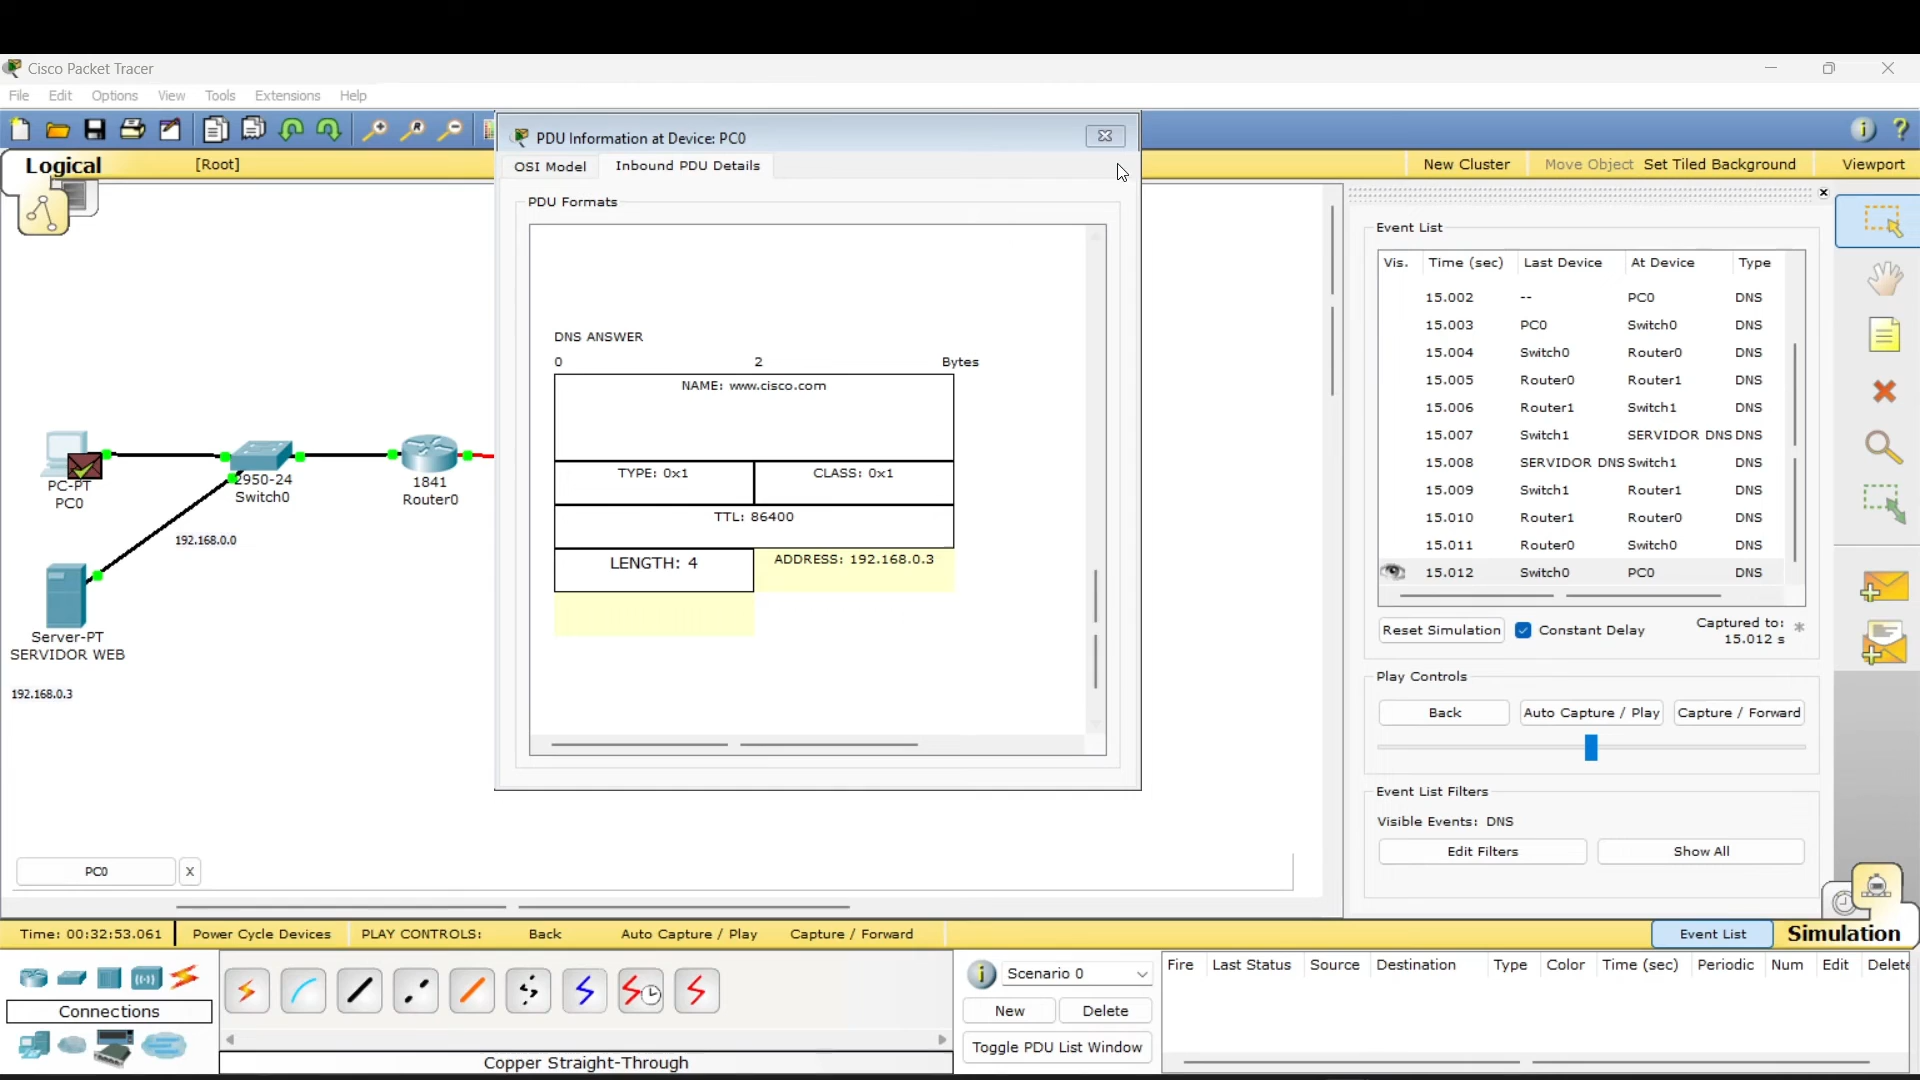 Cisco Packet Tracer
File Edit Options View Tools Extensions Help
Logical [Root] New Cluster Move Object Set Tiled Background Viewport
PDU Information at Device: PC0
OSI Model Inbound PDU Details
PDU Formats
DNS ANSWER
0 2 Bytes
NAME: www.cisco.com
TYPE: 0x1 CLASS: 0x1
TTL: 86400
LENGTH: 4 ADDRESS: 192.168.0.3
PC-PT
PC0
2950-24
Switch0
1841
Router0
192.168.0.0
Server-PT
SERVIDOR WEB
192.168.0.3
PC0 X
Event List
Vis. Time (sec) Last Device At Device Type
15.002 -- PC0 DNS
15.003 PC0 Switch0 DNS
15.004 Switch0 Router0 DNS
15.005 Router0 Router1 DNS
15.006 Router1 Switch1 DNS
15.007 Switch1 SERVIDOR DNS DNS
15.008 SERVIDOR DNS Switch1 DNS
15.009 Switch1 Router1 DNS
15.010 Router1 Router0 DNS
15.011 Router0 Switch0 DNS
15.012 Switch0 PC0 DNS
Reset Simulation Constant Delay Captured to: *
15.012 s
Play Controls
Back Auto Capture / Play Capture / Forward
Event List Filters
Visible Events: DNS
Edit Filters Show All
Time: 00:32:53.061 Power Cycle Devices PLAY CONTROLS: Back Auto Capture / Play Capture / Forward Event List Simulation
Connections
Copper Straight-Through
Scenario 0
New Delete
Toggle PDU List Window
Fire Last Status Source Destination Type Color Time (sec) Periodic Num Edit Delete